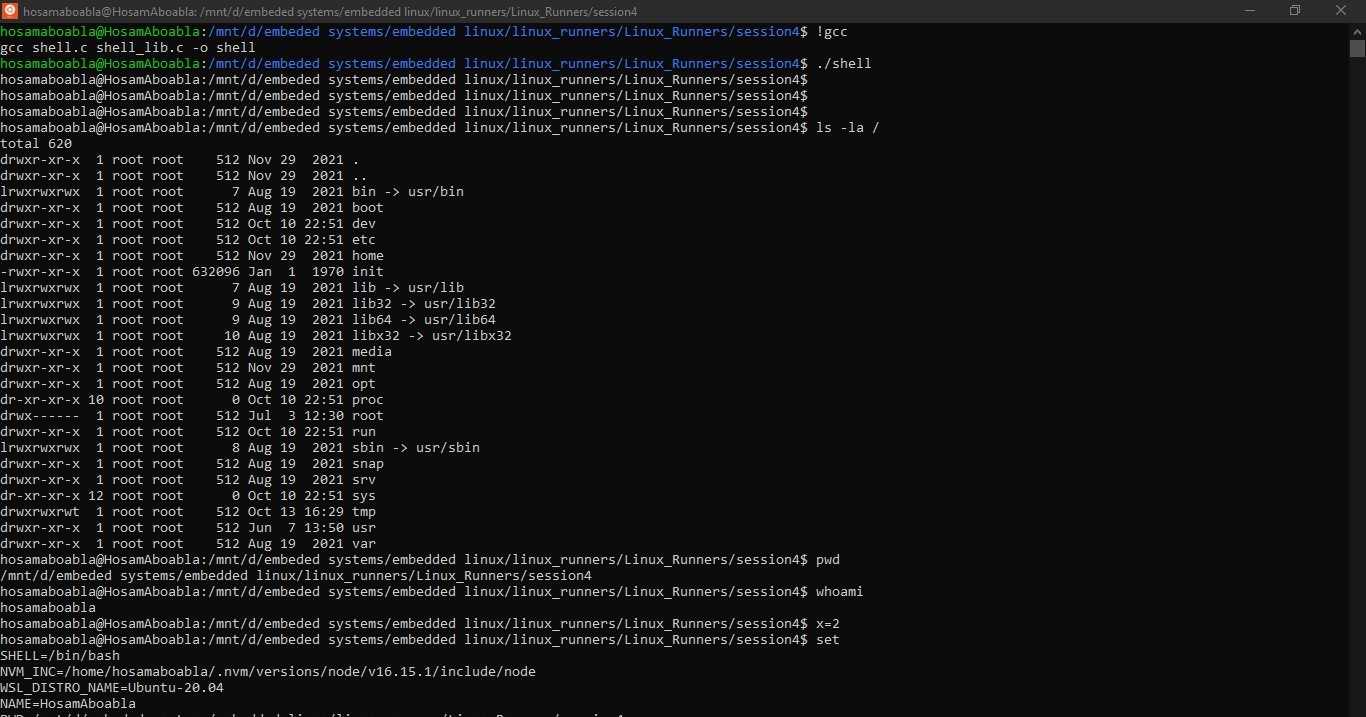 hosamaboabla@HosamAboabla: /mnt/d/embeded systems/embedded linux/linux_runners/Linux_Runners/session4
hosamaboabla@HosamAboabla:/mnt/d/embeded systems/embedded linux/linux_runners/Linux_Runners/session4$ !gcc
gcc shell.c shell_lib.c -o shell
hosamaboabla@HosamAboabla:/mnt/d/embeded systems/embedded linux/linux_runners/Linux_Runners/session4$ ./shell
hosamaboabla@HosamAboabla:/mnt/d/embeded systems/embedded linux/linux_runners/Linux_Runners/session4$
hosamaboabla@HosamAboabla:/mnt/d/embeded systems/embedded linux/linux_runners/Linux_Runners/session4$
hosamaboabla@HosamAboabla:/mnt/d/embeded systems/embedded linux/linux_runners/Linux_Runners/session4$
hosamaboabla@HosamAboabla:/mnt/d/embeded systems/embedded linux/linux_runners/Linux_Runners/session4$ ls -la /
total 620
drwxr-xr-x  1 root root    512 Nov 29  2021 .
drwxr-xr-x  1 root root    512 Nov 29  2021 ..
lrwxrwxrwx  1 root root      7 Aug 19  2021 bin -> usr/bin
drwxr-xr-x  1 root root    512 Aug 19  2021 boot
drwxr-xr-x  1 root root    512 Oct 10 22:51 dev
drwxr-xr-x  1 root root    512 Oct 10 22:51 etc
drwxr-xr-x  1 root root    512 Nov 29  2021 home
-rwxr-xr-x  1 root root 632096 Jan  1  1970 init
lrwxrwxrwx  1 root root      7 Aug 19  2021 lib -> usr/lib
lrwxrwxrwx  1 root root      9 Aug 19  2021 lib32 -> usr/lib32
lrwxrwxrwx  1 root root      9 Aug 19  2021 lib64 -> usr/lib64
lrwxrwxrwx  1 root root     10 Aug 19  2021 libx32 -> usr/libx32
drwxr-xr-x  1 root root    512 Aug 19  2021 media
drwxr-xr-x  1 root root    512 Nov 29  2021 mnt
drwxr-xr-x  1 root root    512 Aug 19  2021 opt
dr-xr-xr-x 10 root root      0 Oct 10 22:51 proc
drwx------  1 root root    512 Jul  3 12:30 root
drwxr-xr-x  1 root root    512 Oct 10 22:51 run
lrwxrwxrwx  1 root root      8 Aug 19  2021 sbin -> usr/sbin
drwxr-xr-x  1 root root    512 Aug 19  2021 snap
drwxr-xr-x  1 root root    512 Aug 19  2021 srv
dr-xr-xr-x 12 root root      0 Oct 10 22:51 sys
drwxrwxrwt  1 root root    512 Oct 13 16:29 tmp
drwxr-xr-x  1 root root    512 Jun  7 13:50 usr
drwxr-xr-x  1 root root    512 Aug 19  2021 var
hosamaboabla@HosamAboabla:/mnt/d/embeded systems/embedded linux/linux_runners/Linux_Runners/session4$ pwd
/mnt/d/embeded systems/embedded linux/linux_runners/Linux_Runners/session4
hosamaboabla@HosamAboabla:/mnt/d/embeded systems/embedded linux/linux_runners/Linux_Runners/session4$ whoami
hosamaboabla
hosamaboabla@HosamAboabla:/mnt/d/embeded systems/embedded linux/linux_runners/Linux_Runners/session4$ x=2
hosamaboabla@HosamAboabla:/mnt/d/embeded systems/embedded linux/linux_runners/Linux_Runners/session4$ set
SHELL=/bin/bash
NVM_INC=/home/hosamaboabla/.nvm/versions/node/v16.15.1/include/node
WSL_DISTRO_NAME=Ubuntu-20.04
NAME=HosamAboabla